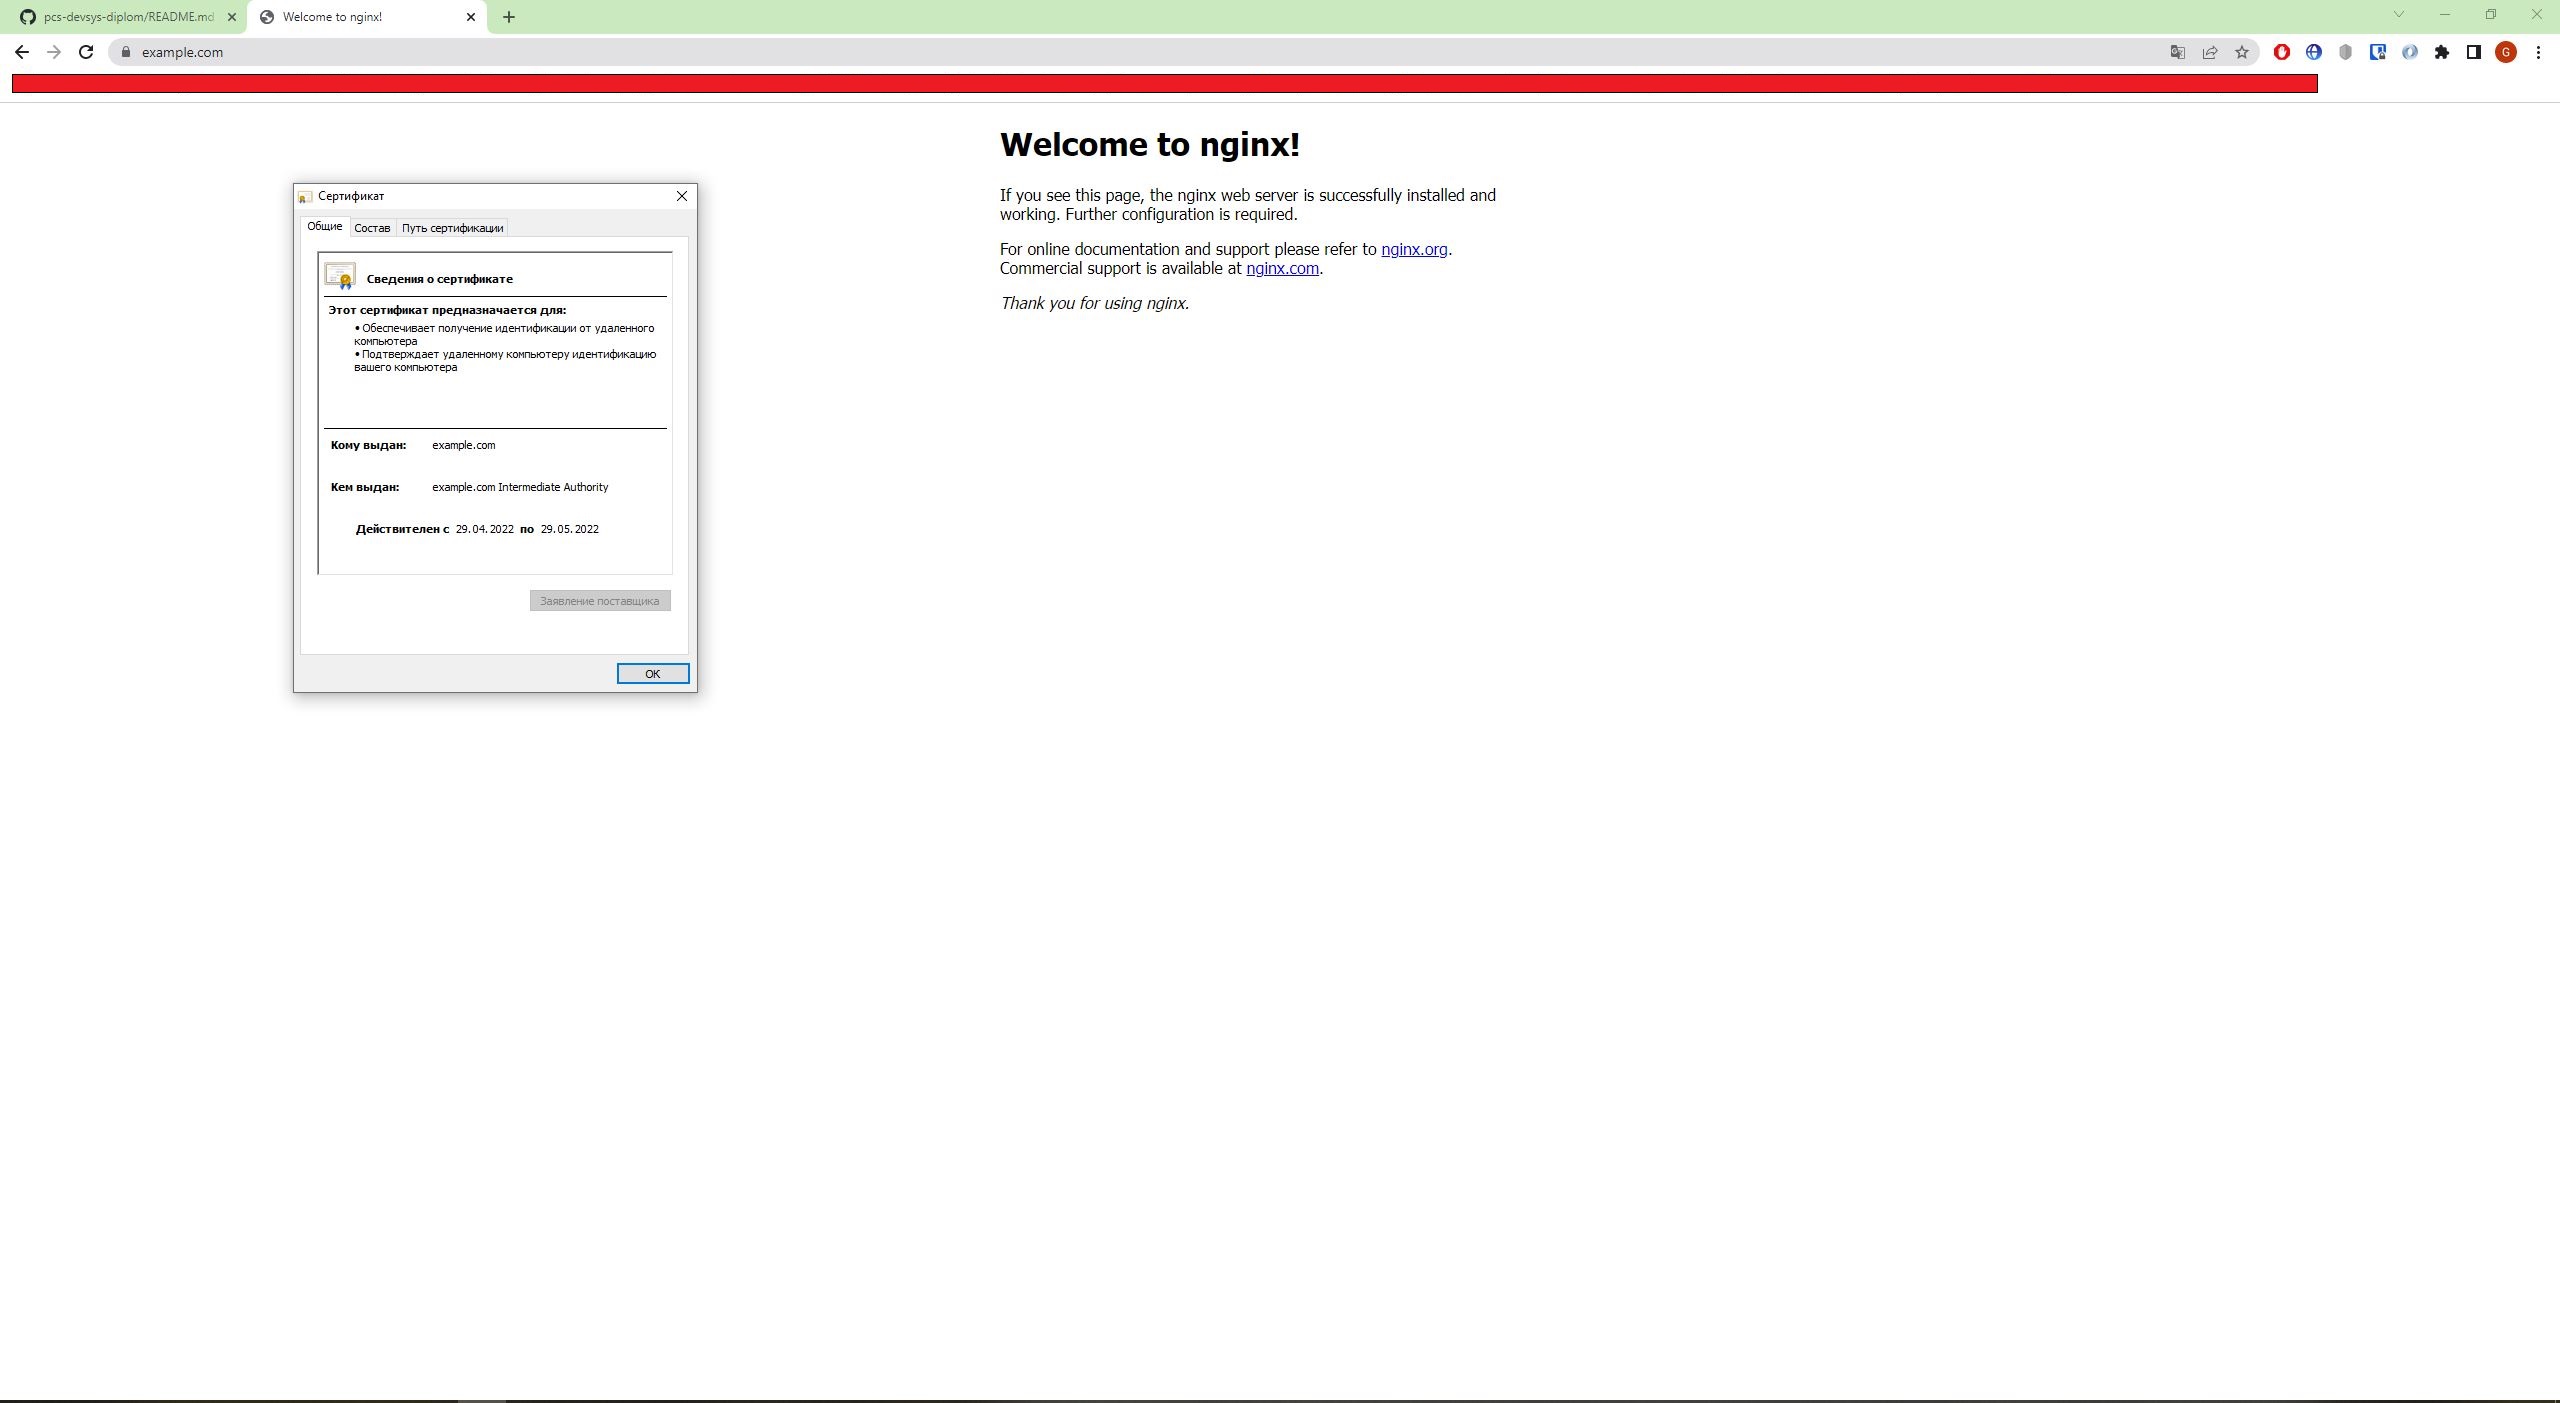 pcs-devsys-diplom/README.md
Welcome to nginx!
example.com
G
Welcome to nginx!
If you see this page, the nginx web server is successfully installed and
working. Further configuration is required.
For online documentation and support please refer to nginx.org.
Commercial support is available at nginx.com.
Thank you for using nginx.
Сертификат
Общие Состав Путь сертификации
Сведения о сертификате
Этот сертификат предназначается для:
• Обеспечивает получение идентификации от удаленного
компьютера
• Подтверждает удаленному компьютеру идентификацию
вашего компьютера
Кому выдан: example.com
Кем выдан: example.com Intermediate Authority
Действителен с 29.04.2022 по 29.05.2022
Заявление поставщика
OK